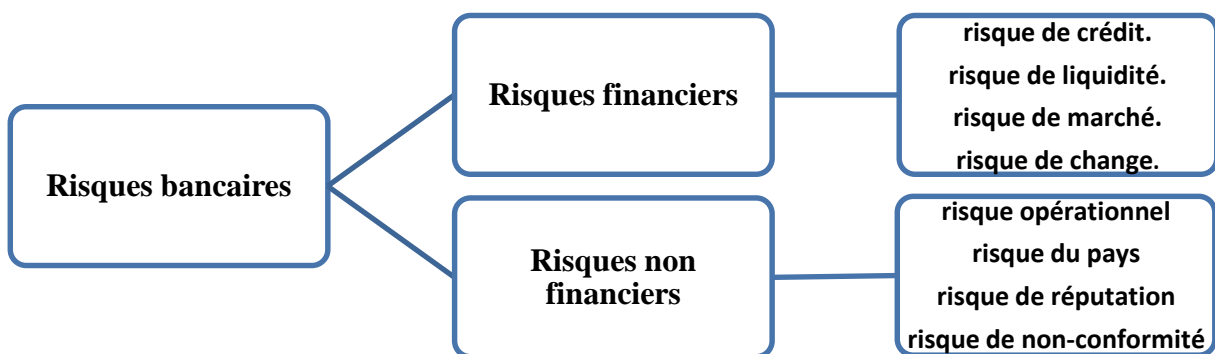 Risques bancaires
Risques financiers
risque de crédit.
risque de liquidité.
risque de marché.
risque de change.
Risques non
financiers
risque opérationnel
risque du pays
risque de réputation
risque de non-conformité